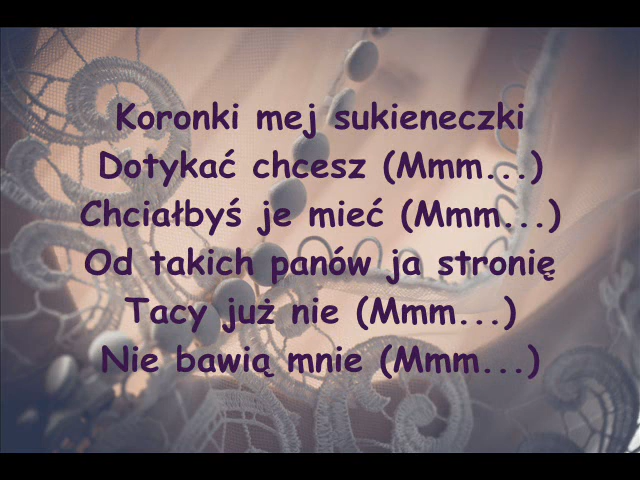 Koronki mej sukieneczki
Dotykać chcesz (Mmm...)
Chciałbyś je mieć (Mmm...)
Od takich panów ja stronię
Tacy już nie (Mmm...)
Nie bawią mnie (Mmm...)